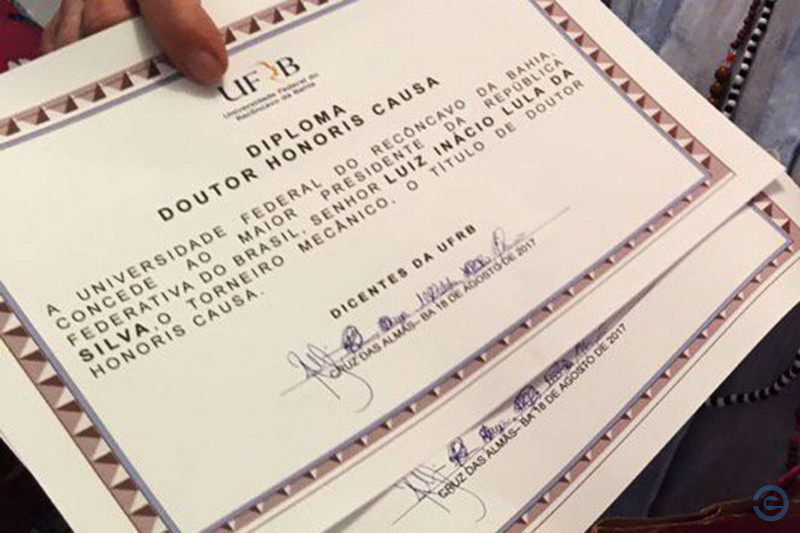 UFRB
Universidade Federal do
Recôncavo da Bahia
DIPLOMA
DOUTOR HONORIS CAUSA
A UNIVERSIDADE FEDERAL DO RECÔNCAVO DA BAHIA,
CONCEDE AO MAIOR PRESIDENTE DA REPÚBLICA
FEDERATIVA DO BRASIL, SENHOR LUIZ INÁCIO LULA DA
SILVA, O TORNEIRO MECÂNICO. O TÍTULO DE DOUTOR
HONORIS CAUSA.
DICENTES DA UFRB
CRUZ DAS ALMAS– BA 18 DE AGOSTO DE 2017
CRUZ DAS ALMAS– BA 18 DE AGOSTO DE 2017